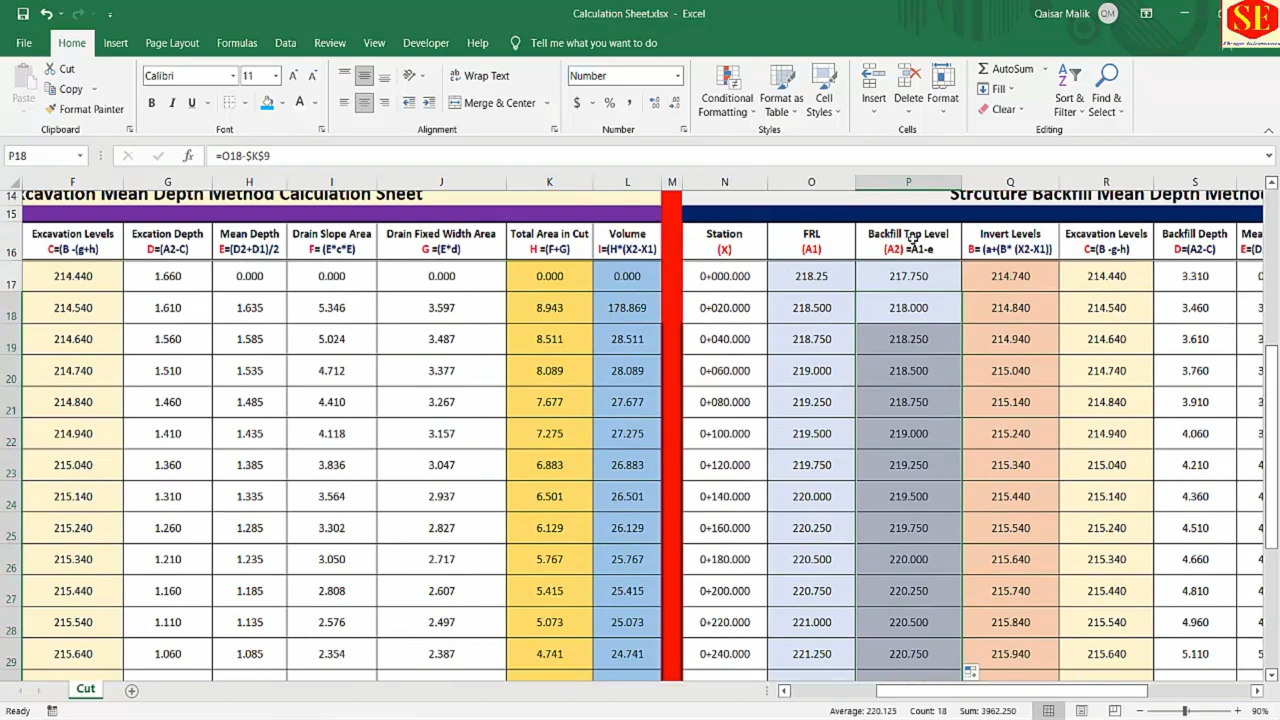 Calculation Sheet.xlsx - Excel
Qaisar Malik QM
SE
File Home Insert Page Layout Formulas Data Review View Developer Help Tell me what you want to do
Paste Cut Copy Format Painter
Calibri 11 B I U A
Wrap Text Merge & Center
Number $ % ,
Conditional Formatting Format as Table Cell Styles
Insert Delete Format
AutoSum Fill Clear Sort & Filter Find & Select
Clipboard Font Alignment Number Styles Cells Editing
P18 fx =O18-$K$9
F G H I J K L M N O P Q R S
14 cavation Mean Depth Method Calculation Sheet Strcuture Backfill Mean Depth Metho
15
Excavation Levels Excation Depth Mean Depth Drain Slope Area Drain Fixed Width Area Total Area in Cut Volume Station FRL Backfill Top Level Invert Levels Excavation Levels Backfill Depth Mea
16 C=(B -(g+h) D=(A2-C) E=(D2+D1)/2 F= (E*c*E) G =(E*d) H =(F+G) I=(H*(X2-X1) (X) (A1) (A2) =A1-e B= (a+(B* (X2-X1)) C=(B -g-h) D=(A2-C) E=(D
17 214.440 1.660 0.000 0.000 0.000 0.000 0.000 0+000.000 218.25 217.750 214.740 214.440 3.310
18 214.540 1.610 1.635 5.346 3.597 8.943 178.869 0+020.000 218.500 218.000 214.840 214.540 3.460
19 214.640 1.560 1.585 5.024 3.487 8.511 28.511 0+040.000 218.750 218.250 214.940 214.640 3.610
20 214.740 1.510 1.535 4.712 3.377 8.089 28.089 0+060.000 219.000 218.500 215.040 214.740 3.760
21 214.840 1.460 1.485 4.410 3.267 7.677 27.677 0+080.000 219.250 218.750 215.140 214.840 3.910
22 214.940 1.410 1.435 4.118 3.157 7.275 27.275 0+100.000 219.500 219.000 215.240 214.940 4.060
23 215.040 1.360 1.385 3.836 3.047 6.883 26.883 0+120.000 219.750 219.250 215.340 215.040 4.210
24 215.140 1.310 1.335 3.564 2.937 6.501 26.501 0+140.000 220.000 219.500 215.440 215.140 4.360
25 215.240 1.260 1.285 3.302 2.827 6.129 26.129 0+160.000 220.250 219.750 215.540 215.240 4.510
26 215.340 1.210 1.235 3.050 2.717 5.767 25.767 0+180.000 220.500 220.000 215.640 215.340 4.660
27 215.440 1.160 1.185 2.808 2.607 5.415 25.415 0+200.000 220.750 220.250 215.740 215.440 4.810
28 215.540 1.110 1.135 2.576 2.497 5.073 25.073 0+220.000 221.000 220.500 215.840 215.540 4.960
29 215.640 1.060 1.085 2.354 2.387 4.741 24.741 0+240.000 221.250 220.750 215.940 215.640 5.110
Cut
Ready Average: 220.125 Count: 18 Sum: 3962.250 90%